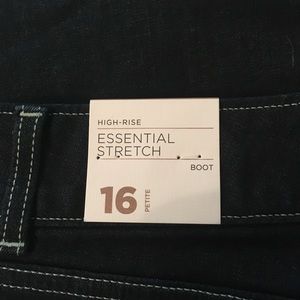 HIGH-RISE
ESSENTIAL
STRETCH
BOOT
16 PETITE